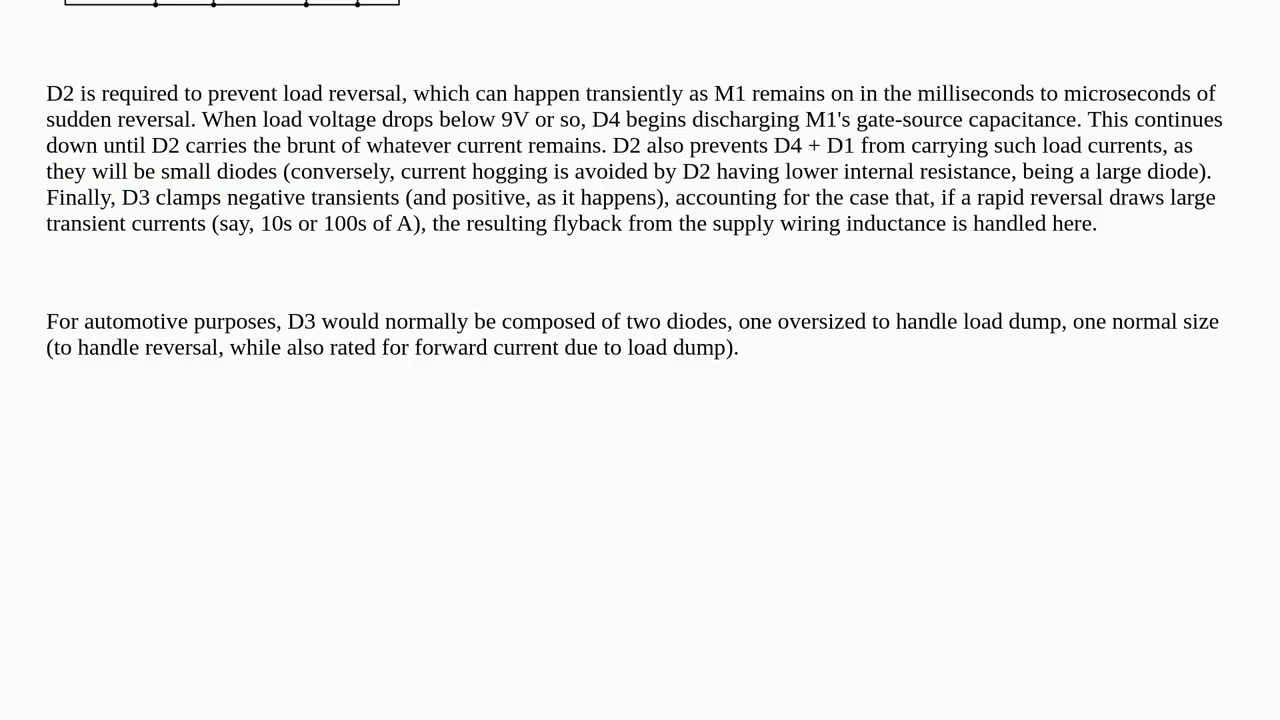 D2 is required to prevent load reversal, which can happen transiently as M1 remains on in the milliseconds to microseconds of
sudden reversal. When load voltage drops below 9V or so, D4 begins discharging M1's gate-source capacitance. This continues
down until D2 carries the brunt of whatever current remains. D2 also prevents D4 + D1 from carrying such load currents, as
they will be small diodes (conversely, current hogging is avoided by D2 having lower internal resistance, being a large diode).
Finally, D3 clamps negative transients (and positive, as it happens), accounting for the case that, if a rapid reversal draws large
transient currents (say, 10s or 100s of A), the resulting flyback from the supply wiring inductance is handled here.
For automotive purposes, D3 would normally be composed of two diodes, one oversized to handle load dump, one normal size
(to handle reversal, while also rated for forward current due to load dump).